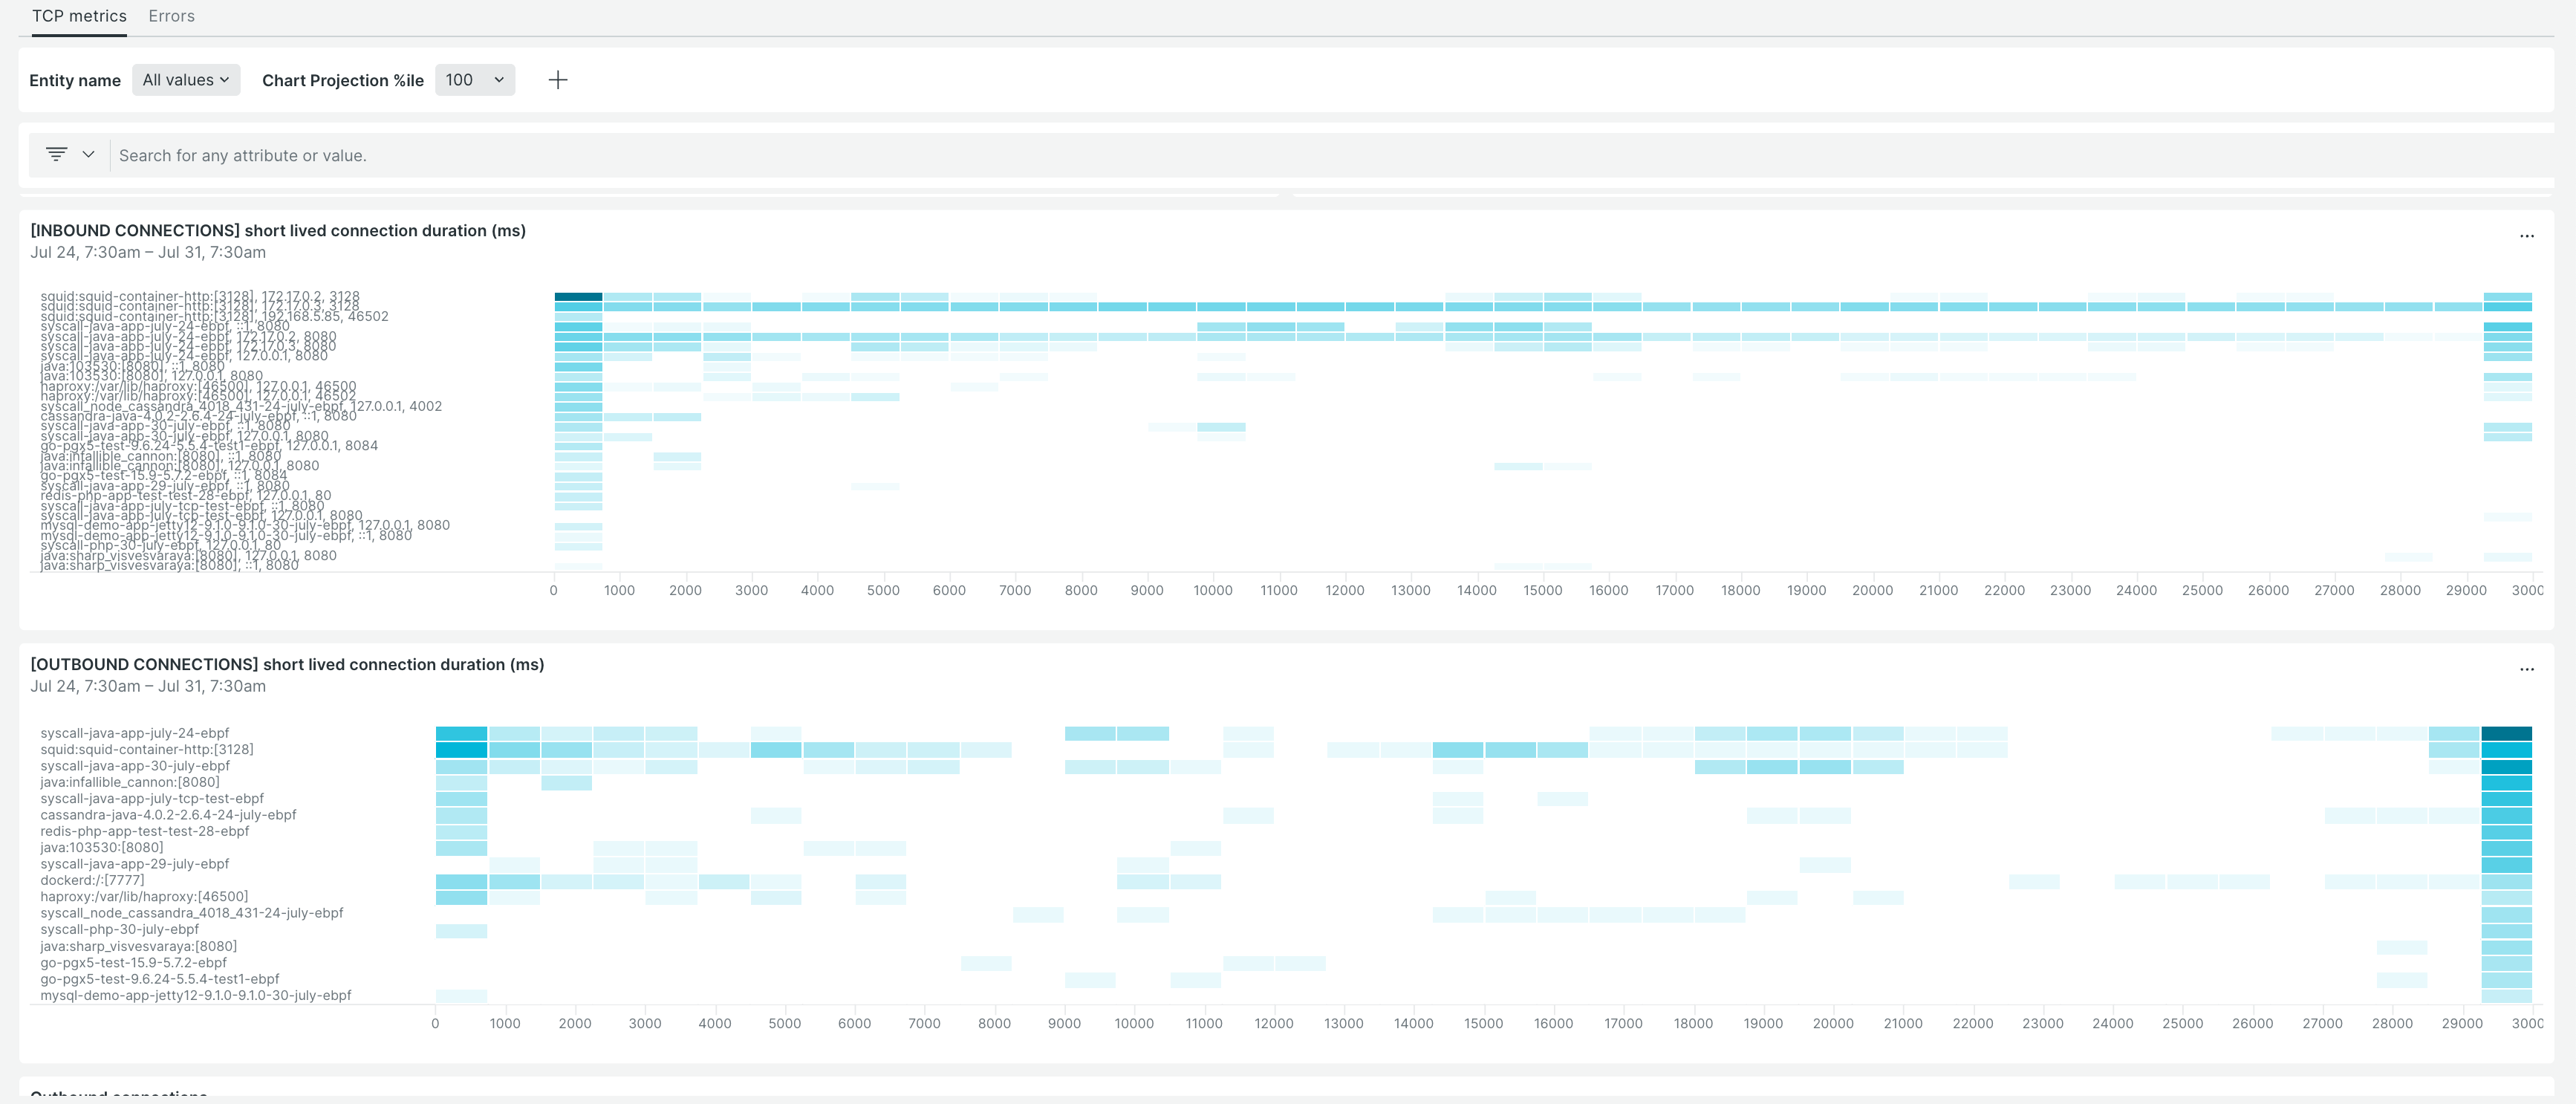 TCP metrics Errors
Entity name All values Chart Projection %ile 100
Search for any attribute or value.
[INBOUND CONNECTIONS] short lived connection duration (ms)
Jul 24, 7:30am – Jul 31, 7:30am
squid:squid-container-http:[3128], 172.17.0.2, 3128
squid:squid-container-http:[3128], 172.17.0.3, 3128
squid:squid-container-http:[3128], 192.168.5.85, 46502
syscall-java-app-july-24-ebpf, ::1, 8080
syscall-java-app-july-24-ebpf, 172.17.0.2, 8080
syscall-java-app-july-24-ebpf, 172.17.0.3, 8080
syscall-java-app-july-24-ebpf, 127.0.0.1, 8080
java:103530:[8080], ::1, 8080
java:103530:[8080], 127.0.0.1, 8080
haproxy:/var/lib/haproxy:[46500], 127.0.0.1, 46500
haproxy:/var/lib/haproxy:[46500], 127.0.0.1, 46502
syscall_node_cassandra_4018_431-24-july-ebpf, 127.0.0.1, 4002
cassandra-java-4.0.2-2.6.4-24-july-ebpf, ::1, 8080
syscall-java-app-30-july-ebpf, ::1, 8080
syscall-java-app-30-july-ebpf, 127.0.0.1, 8080
go-pgx5-test-9.6.24-5.5.4-test1-ebpf, 127.0.0.1, 8084
java:infallible_cannon:[8080], ::1, 8080
java:infallible_cannon:[8080], 127.0.0.1, 8080
go-pgx5-test-15.9-5.7.2-ebpf, ::1, 8084
syscall-java-app-29-july-ebpf, ::1, 8080
redis-php-app-test-test-28-ebpf, 127.0.0.1, 80
syscall-java-app-july-tcp-test-ebpf, ::1, 8080
syscall-java-app-july-tcp-test-ebpf, 127.0.0.1, 8080
mysql-demo-app-jetty12-9.1.0-9.1.0-30-july-ebpf, 127.0.0.1, 8080
mysql-demo-app-jetty12-9.1.0-9.1.0-30-july-ebpf, ::1, 8080
syscall-php-30-july-ebpf, 127.0.0.1, 80
java:sharp_visvesvaraya:[8080], 127.0.0.1, 8080
java:sharp_visvesvaraya:[8080], ::1, 8080
0 1000 2000 3000 4000 5000 6000 7000 8000 9000 10000 11000 12000 13000 14000 15000 16000 17000 18000 19000 20000 21000 22000 23000 24000 25000 26000 27000 28000 29000 3000
[OUTBOUND CONNECTIONS] short lived connection duration (ms)
Jul 24, 7:30am – Jul 31, 7:30am
syscall-java-app-july-24-ebpf
squid:squid-container-http:[3128]
syscall-java-app-30-july-ebpf
java:infallible_cannon:[8080]
syscall-java-app-july-tcp-test-ebpf
cassandra-java-4.0.2-2.6.4-24-july-ebpf
redis-php-app-test-test-28-ebpf
java:103530:[8080]
syscall-java-app-29-july-ebpf
dockerd:/:[7777]
haproxy:/var/lib/haproxy:[46500]
syscall_node_cassandra_4018_431-24-july-ebpf
syscall-php-30-july-ebpf
java:sharp_visvesvaraya:[8080]
go-pgx5-test-15.9-5.7.2-ebpf
go-pgx5-test-9.6.24-5.5.4-test1-ebpf
mysql-demo-app-jetty12-9.1.0-9.1.0-30-july-ebpf
0 1000 2000 3000 4000 5000 6000 7000 8000 9000 10000 11000 12000 13000 14000 15000 16000 17000 18000 19000 20000 21000 22000 23000 24000 25000 26000 27000 28000 29000 3000
Outbound connections